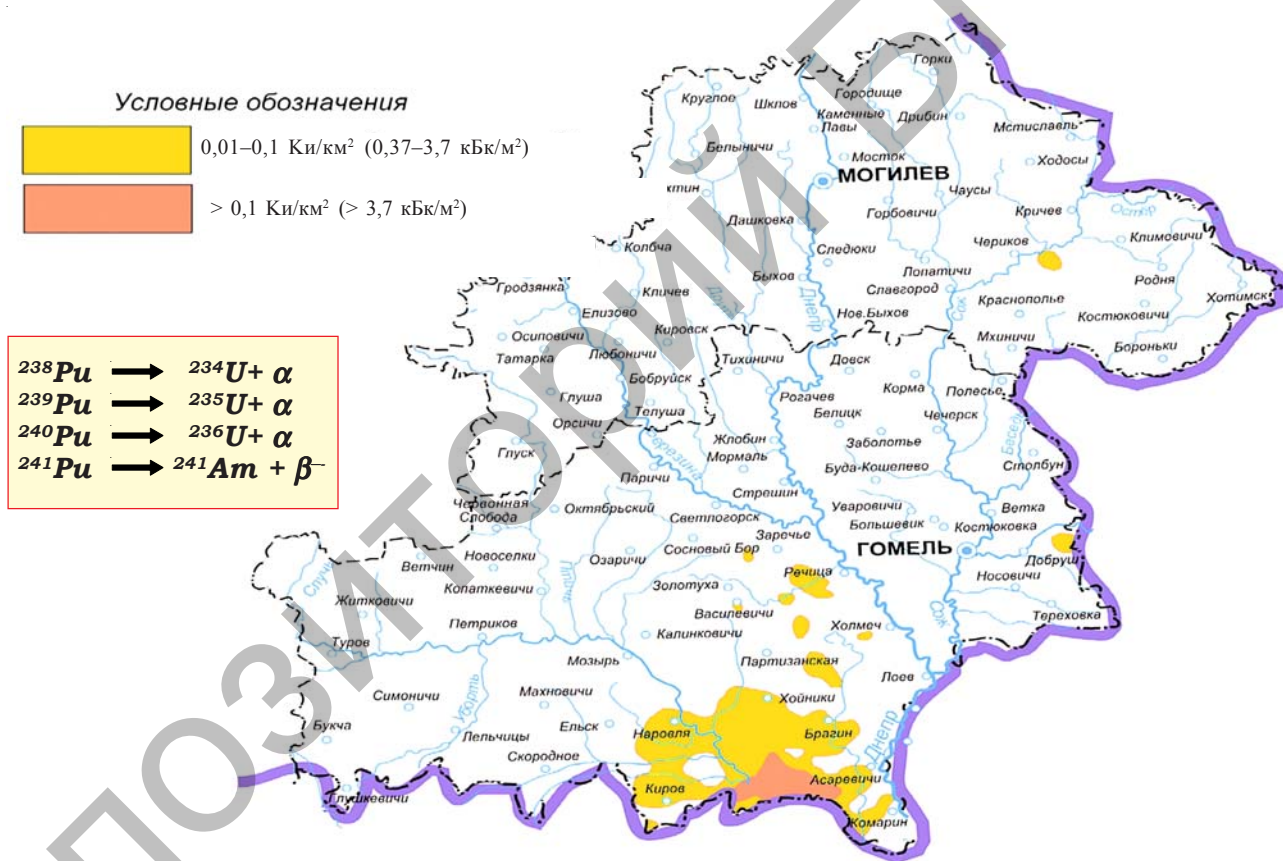 Условные обозначения
0,01–0,1 Ки/км² (0,37–3,7 кБк/м²)
> 0,1 Ки/км² (> 3,7 кБк/м²)
²³⁸Pu → ²³⁴U + α
²³⁹Pu → ²³⁵U + α
²⁴⁰Pu → ²³⁶U + α
²⁴¹Pu → ²⁴¹Am + β⁻
Горки
Круглое
Шклов
Городище
Каменные
Лавы
Дрибин
Мстиславль
Белыничи
Мосток
Ходосы
МОГИЛЕВ
ктин
Чаусы
Дашковка
Горбовичи
Кричев
Остер
Колбча
Следюки
Чериков
Климовичи
Быхов
Лопатичи
Родня
Гродзянка
Кличев
Друть
Днепр
Славгород
Сож
Краснополье
Хотимск
Елизово
Нов.Быхов
Костюковичи
Осиповичи
Кировск
Мхиничи
Татарка
Любоничи
Тихиничи
Довск
Бороньки
Бобруйск
Корма
Полесье
Глуша
Рогачев
Телуша
Белицк
Чечерск
Орсичи
Березина
Жлобин
Заболотье
Беседь
Глуск
Мормаль
Буда-Кошелево
Столбун
Паричи
Стрешин
Червонная
Слобода
Октябрьский
Светлогорск
Уваровичи
Ветка
Большевик
Костюковка
Заречье
Новоселки
Сосновый Бор
ГОМЕЛЬ
Ветчин
Озаричи
Добруш
Случь
Копаткевичи
Птичь
Золотуха
Речица
Носовичи
Житковичи
Василевичи
Сож
Тереховка
Петриков
Калинковичи
Холмеч
Туров
Мозырь
Партизанская
Лоев
Симоничи
Махновичи
Хойники
Уборть
Букча
Ельск
Наровля
Брагин
Днепр
Лельчицы
Скородное
Киров
Асаревичи
Глушкевичи
Комарин
ПОЗИТОРИЙ Б